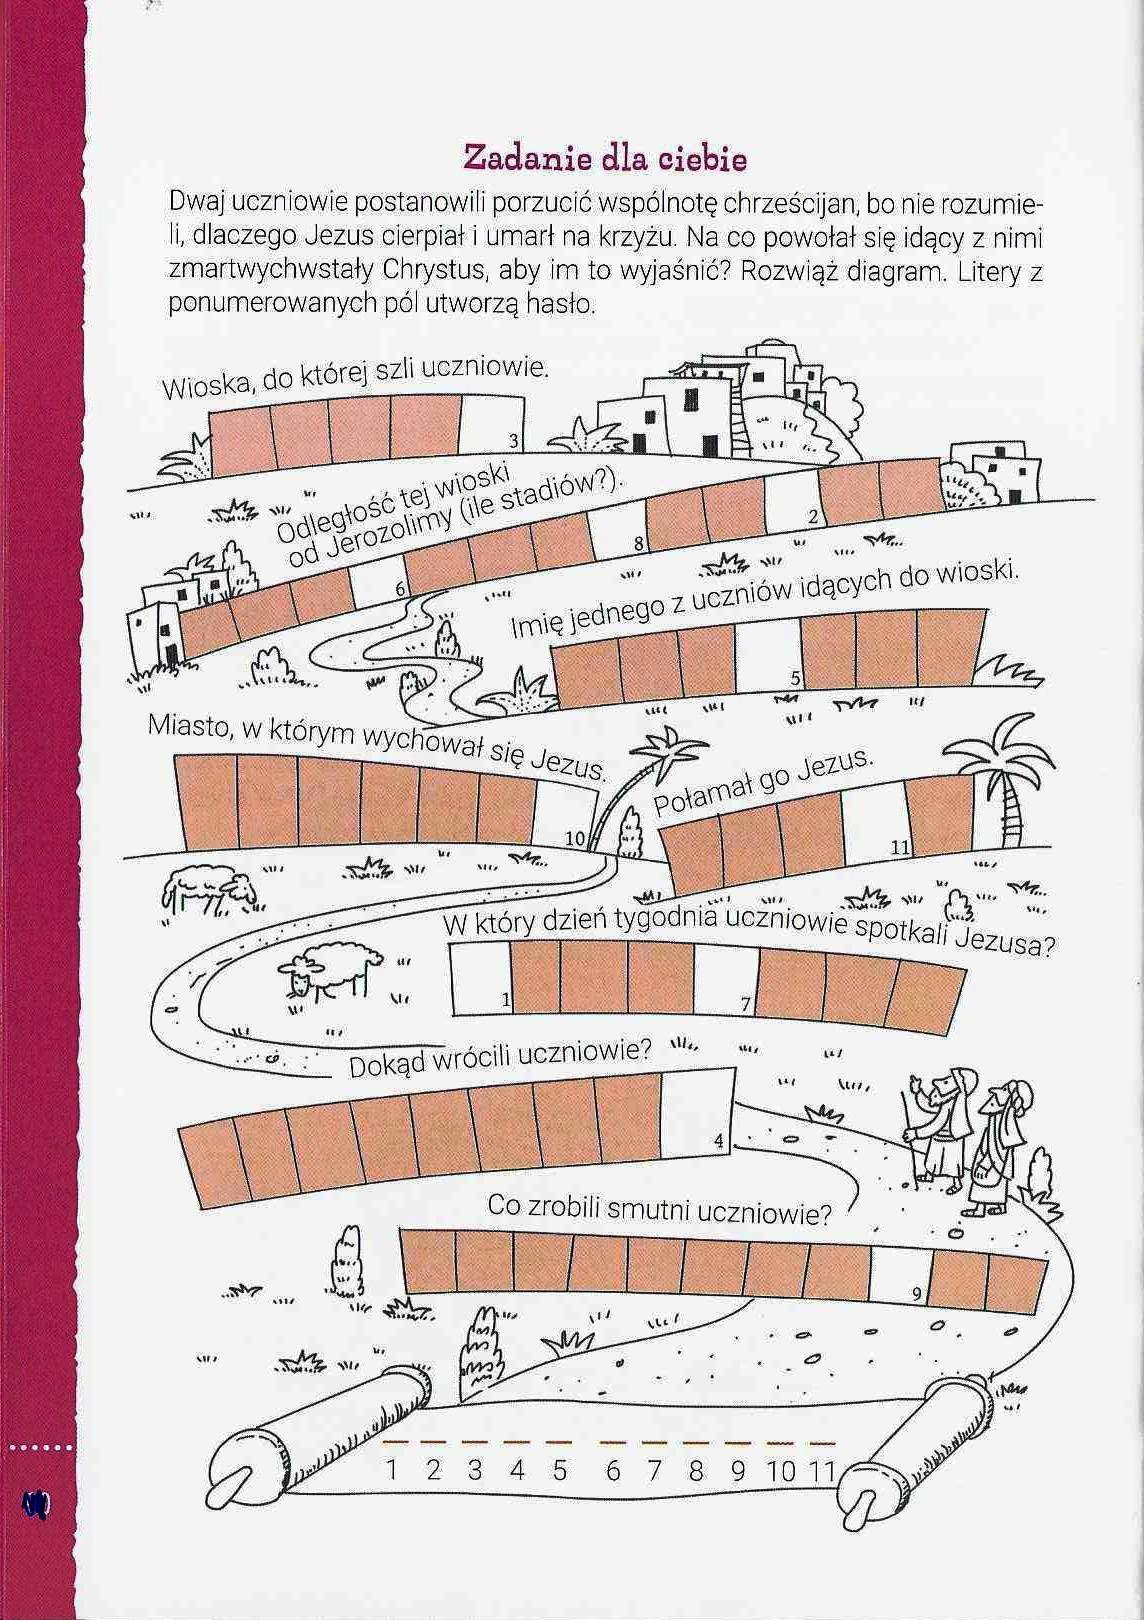 Zadanie dla ciebie
Dwaj uczniowie postanowili porzucić wspólnotę chrześcijan, bo nie rozumie-
li, dlaczego Jezus cierpiał i umarł na krzyżu. Na co powołał się idący z nimi
zmartwychwstały Chrystus, aby im to wyjaśnić? Rozwiąż diagram. Litery z
ponumerowanych pól utworzą hasło.
Wioska, do której szli uczniowie.
3
Odległość tej wioski
od Jerozolimy (ile stadiów?).
6 8 2
Imię jednego z uczniów idących do wioski.
5
Miasto, w którym wychował się Jezus.
10
Połamał go Jezus.
11
W który dzień tygodnia uczniowie spotkali Jezusa?
1 7
Dokąd wrócili uczniowie?
4
Co zrobili smutni uczniowie?
9
1 2 3 4 5 6 7 8 9 10 11